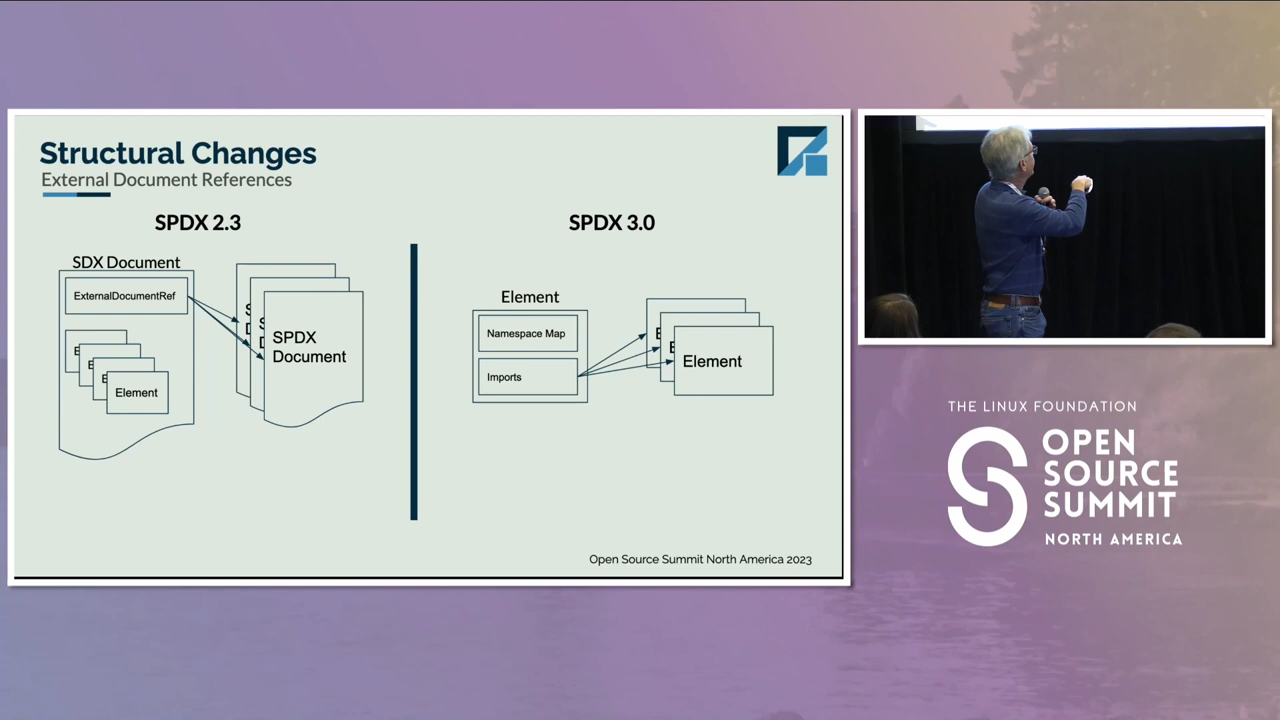 Structural Changes
External Document References
SPDX 2.3
SPDX 3.0
SDX Document
ExternalDocumentRef
E
E
E
Element
S
D
S
D
SPDX
Document
Element
Namespace Map
Imports
E
E
Element
Open Source Summit North America 2023
THE LINUX FOUNDATION
OPEN
SOURCE
SUMMIT
NORTH AMERICA